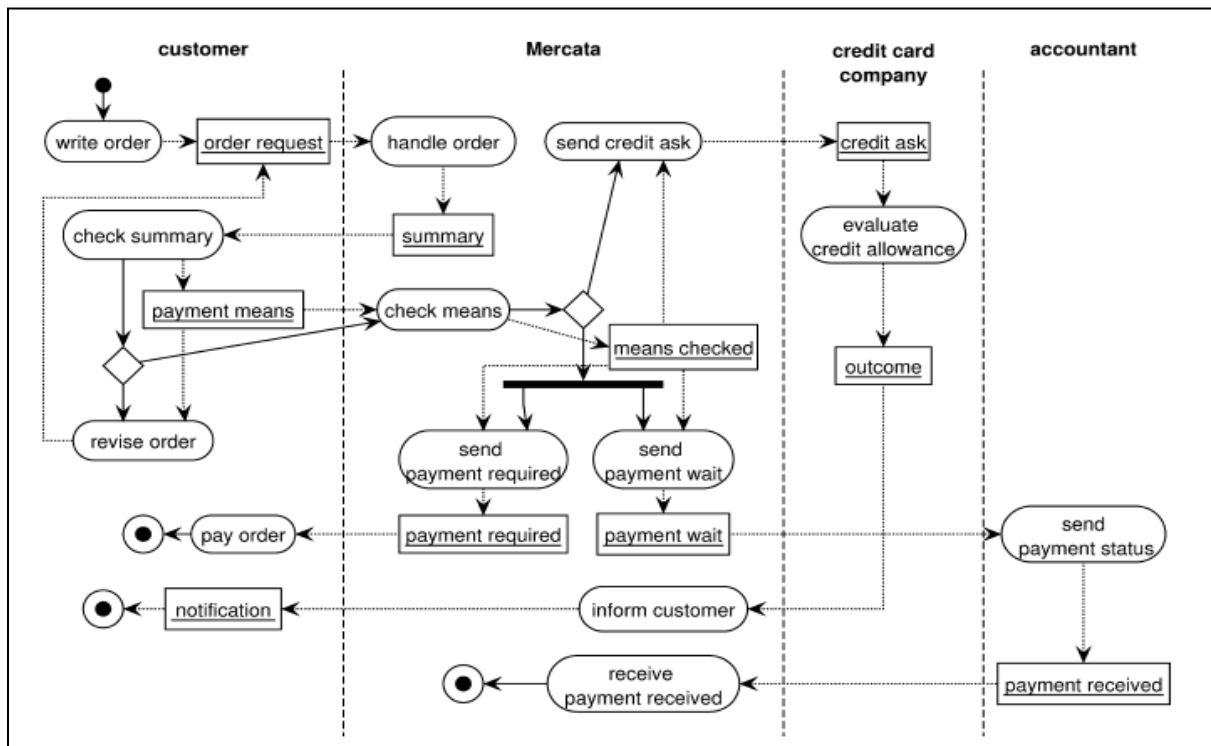 customer
Mercata
credit card
company
accountant
write order
order request
handle order
send credit ask
credit ask
check summary
summary
evaluate
credit allowance
payment means
check means
means checked
outcome
revise order
send
payment required
send
payment wait
pay order
payment required
payment wait
send
payment status
notification
inform customer
receive
payment received
payment received